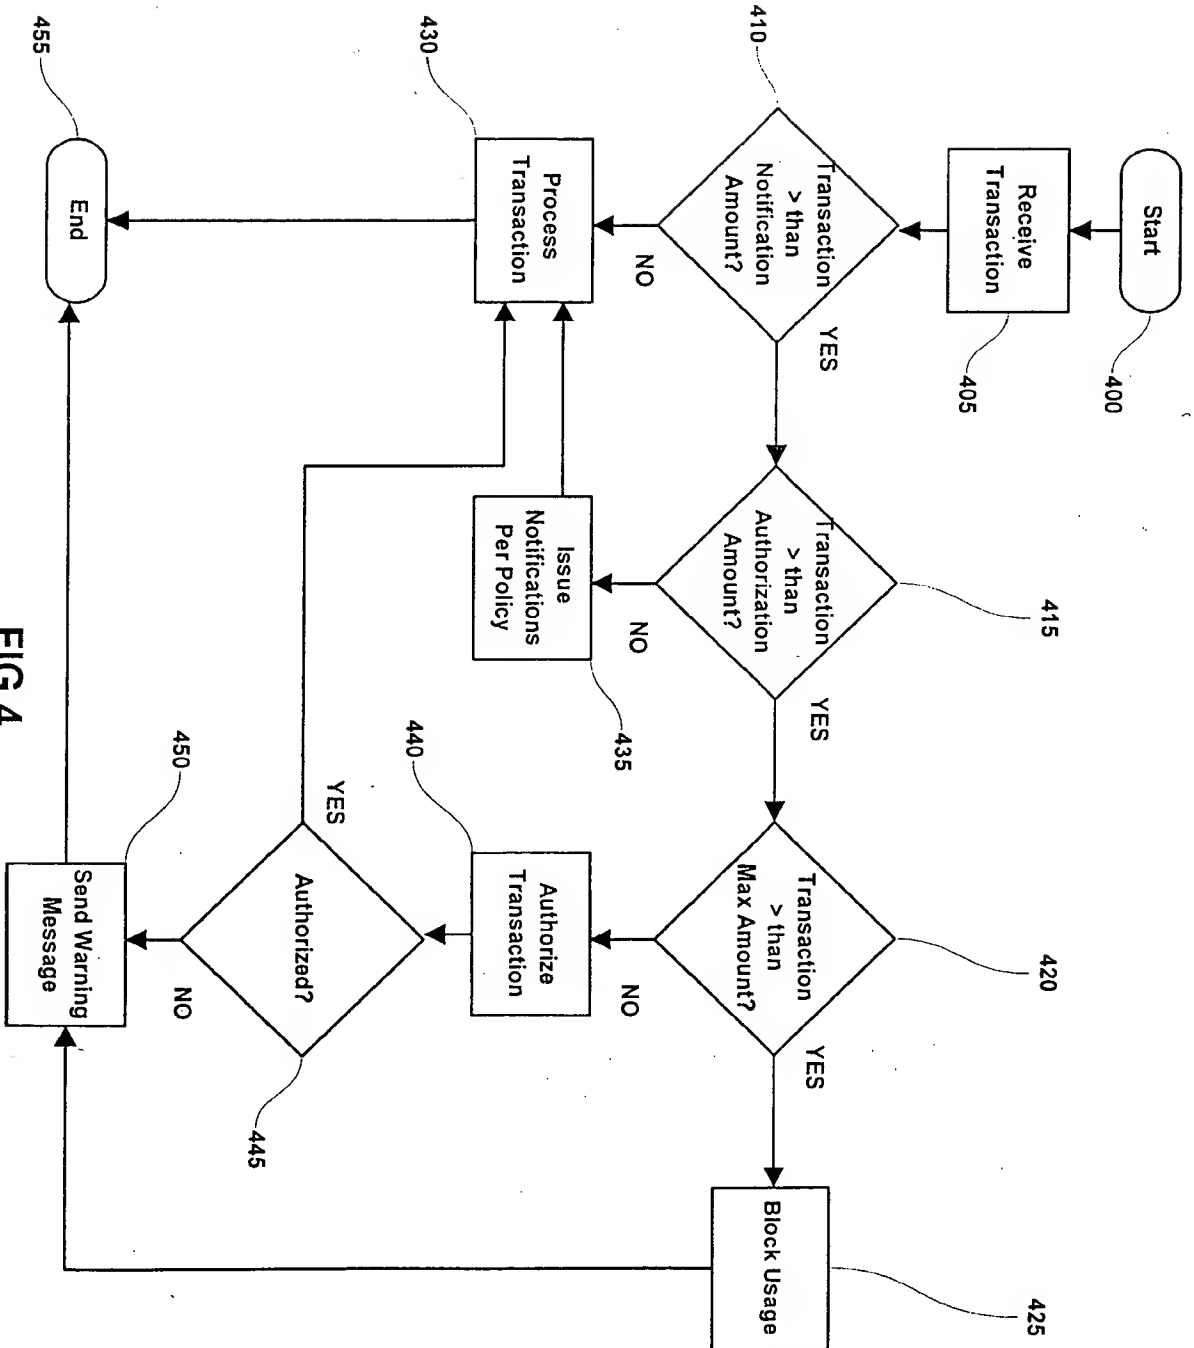 Start
400
Receive
Transaction
405
410
Transaction
> than
Notification
Amount?
YES
NO
415
Transaction
> than
Authorization
Amount?
YES
NO
420
Transaction
> than
Max Amount?
YES
NO
425
Block Usage
430
Process
Transaction
Issue
Notifications
Per Policy
435
440
Authorize
Transaction
Authorized?
YES
NO
445
450
Send Warning
Message
455
End
FIG 4